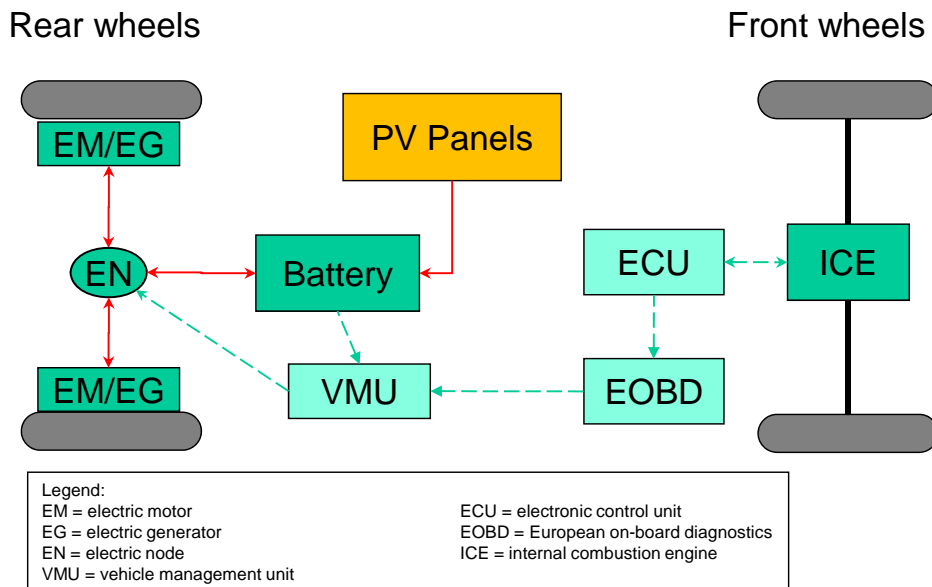 Rear wheels
Front wheels
EM/EG
PV Panels
EN
Battery
ECU
ICE
EM/EG
VMU
EOBD
Legend:
EM = electric motor
EG = electric generator
EN = electric node
VMU = vehicle management unit
ECU = electronic control unit
EOBD = European on-board diagnostics
ICE = internal combustion engine